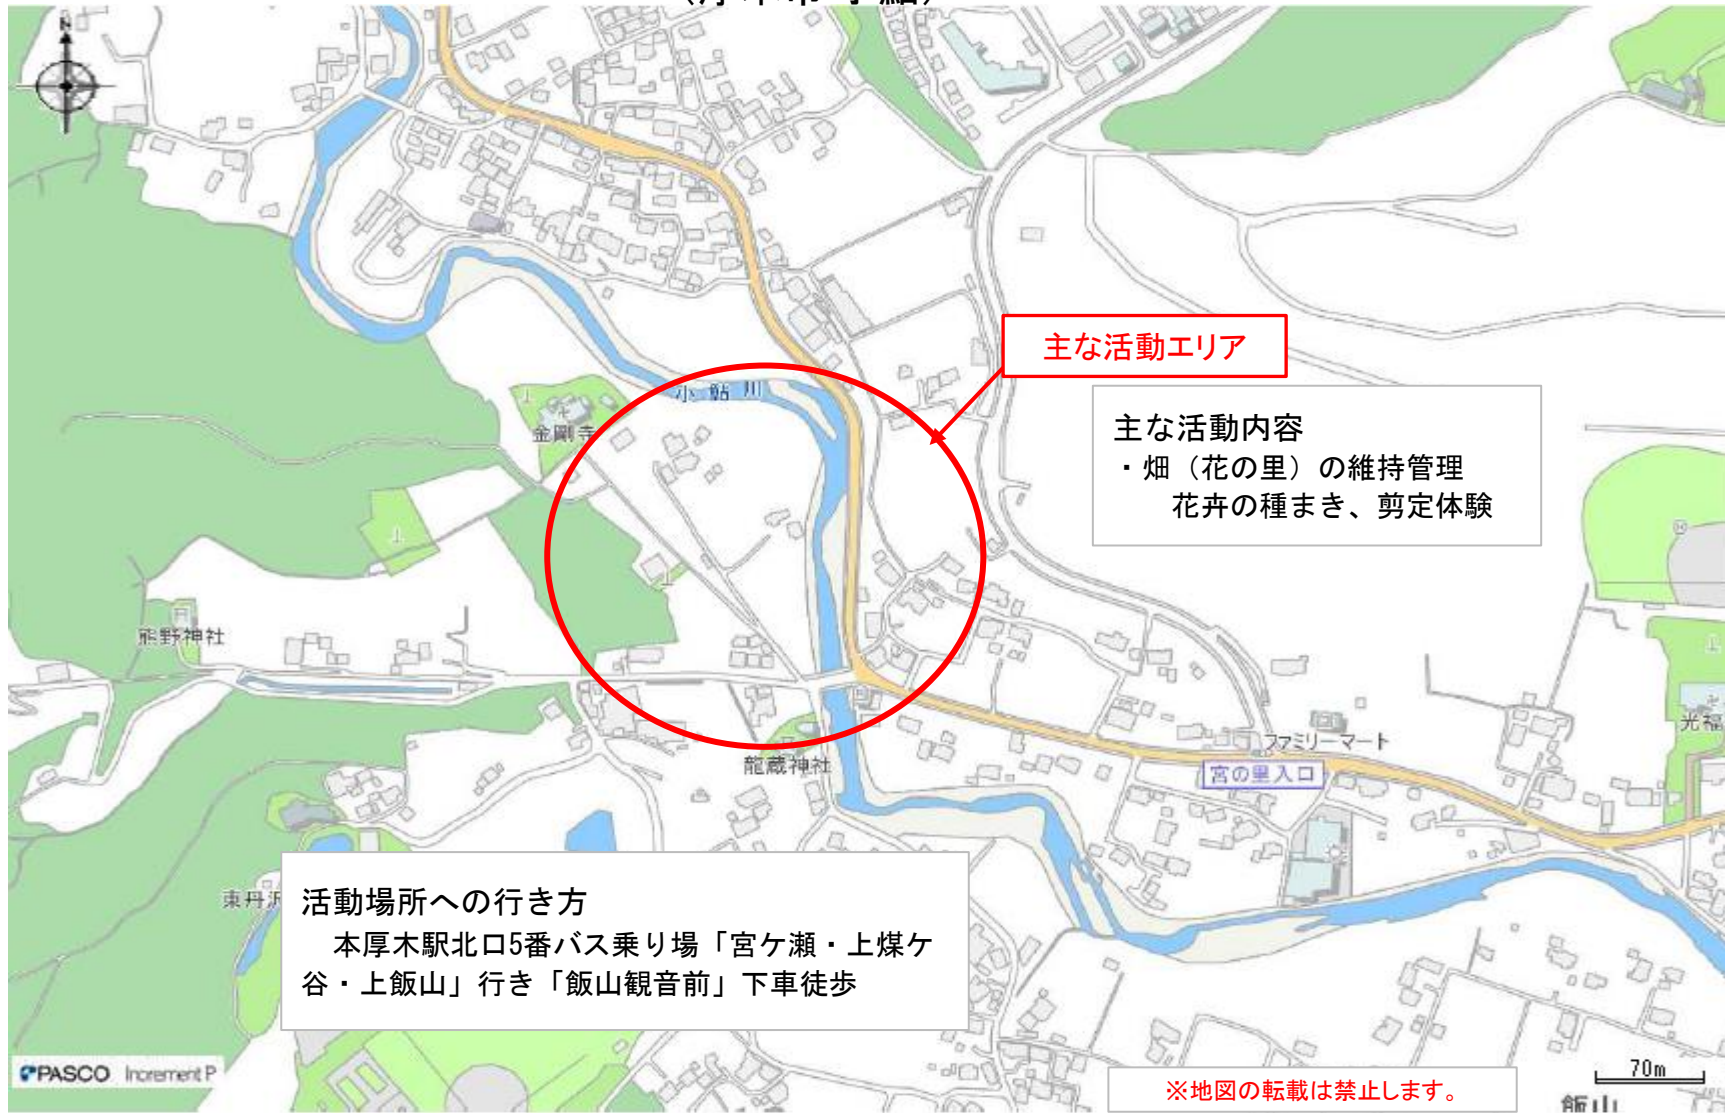 N
主な活動エリア
主な活動内容
・畑（花の里）の維持管理
花卉の種まき、剪定体験
小鮎川
金剛寺
熊野神社
龍蔵神社
ファミリーマート
宮の里入口
光福
東丹沢
活動場所への行き方
本厚木駅北口5番バス乗り場「宮ケ瀬・上煤ケ
谷・上飯山」行き「飯山観音前」下車徒歩
PASCO Increment P
※地図の転載は禁止します。
70m
飯山